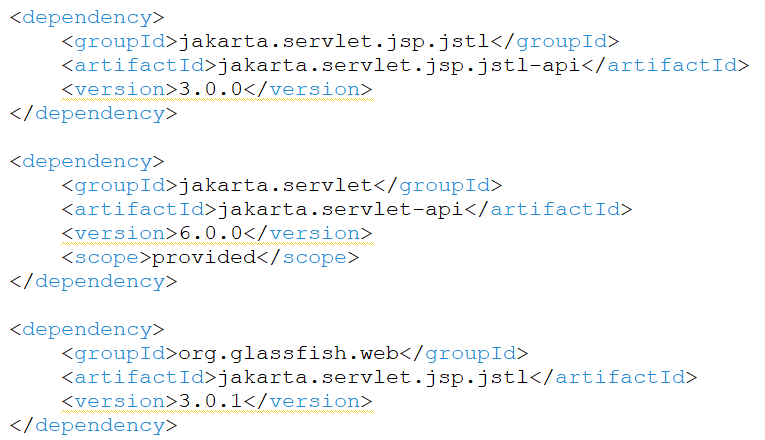 <dependency>
    <groupId>jakarta.servlet.jsp.jstl</groupId>
    <artifactId>jakarta.servlet.jsp.jstl-api</artifactId>
    <version>3.0.0</version>
</dependency>

<dependency>
    <groupId>jakarta.servlet</groupId>
    <artifactId>jakarta.servlet-api</artifactId>
    <version>6.0.0</version>
    <scope>provided</scope>
</dependency>

<dependency>
    <groupId>org.glassfish.web</groupId>
    <artifactId>jakarta.servlet.jsp.jstl</artifactId>
    <version>3.0.1</version>
</dependency>